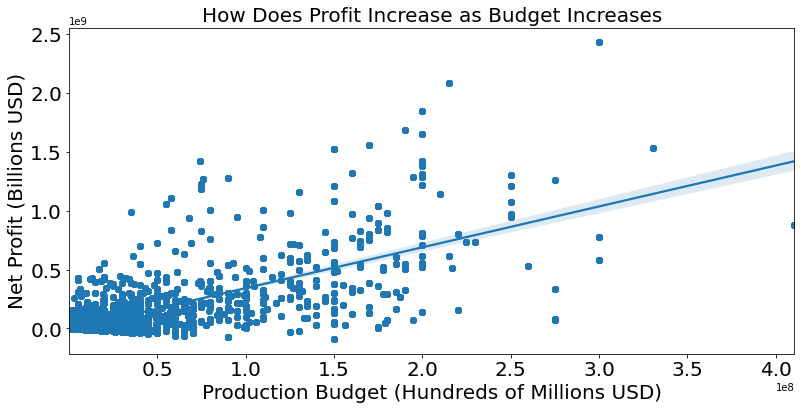 How Does Profit Increase as Budget Increases
1e9
Net Profit (Billions USD)
2.5
2.0
1.5
1.0
0.5
0.0
0.5 1.0 1.5 2.0 2.5 3.0 3.5 4.0
1e8
Production Budget (Hundreds of Millions USD)